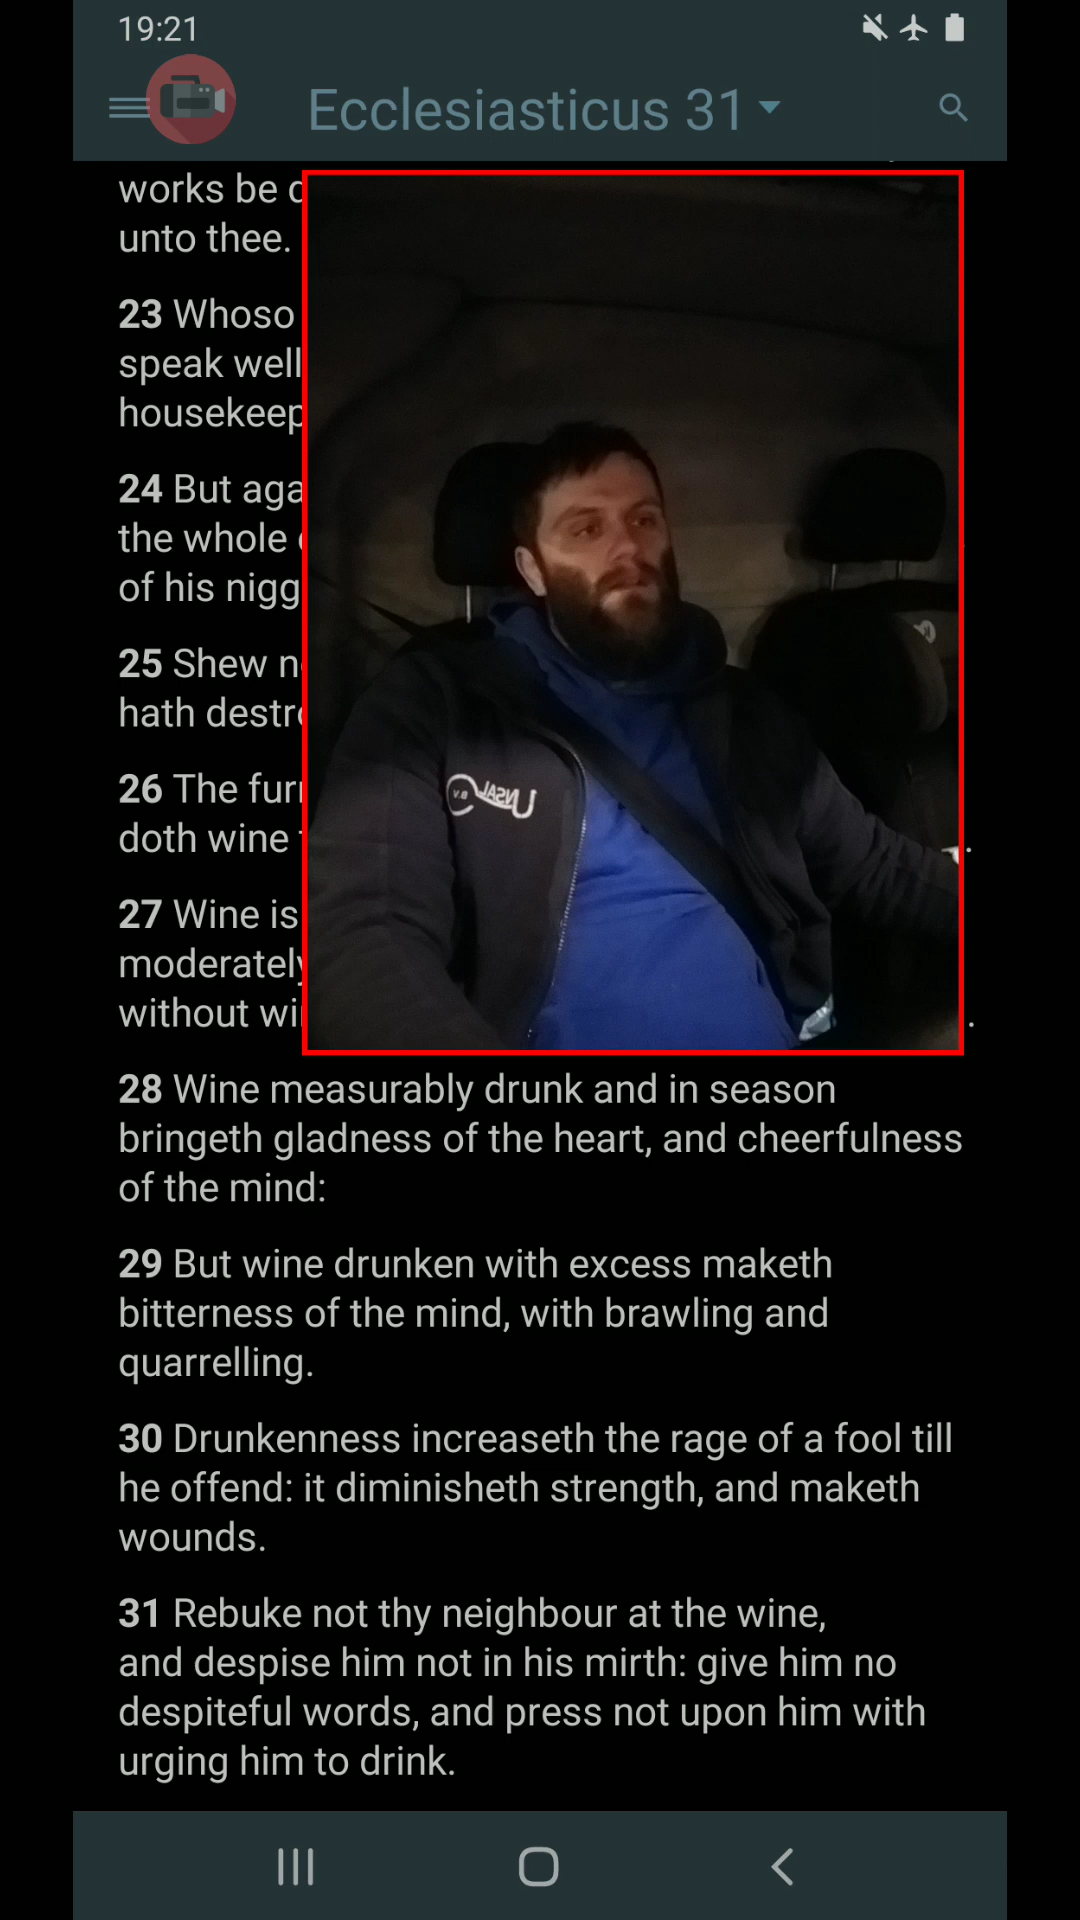 19:21
Ecclesiasticus 31
works be
unto thee.
23 Whoso
speak well
housekeep
24 But aga
the whole
of his nigg
25 Shew n
hath destr
26 The fur
doth wine
27 Wine is
moderately
without wi
UNSAL
B.V.
28 Wine measurably drunk and in season
bringeth gladness of the heart, and cheerfulness
of the mind:
29 But wine drunken with excess maketh
bitterness of the mind, with brawling and
quarrelling.
30 Drunkenness increaseth the rage of a fool till
he offend: it diminisheth strength, and maketh
wounds.
31 Rebuke not thy neighbour at the wine,
and despise him not in his mirth: give him no
despiteful words, and press not upon him with
urging him to drink.